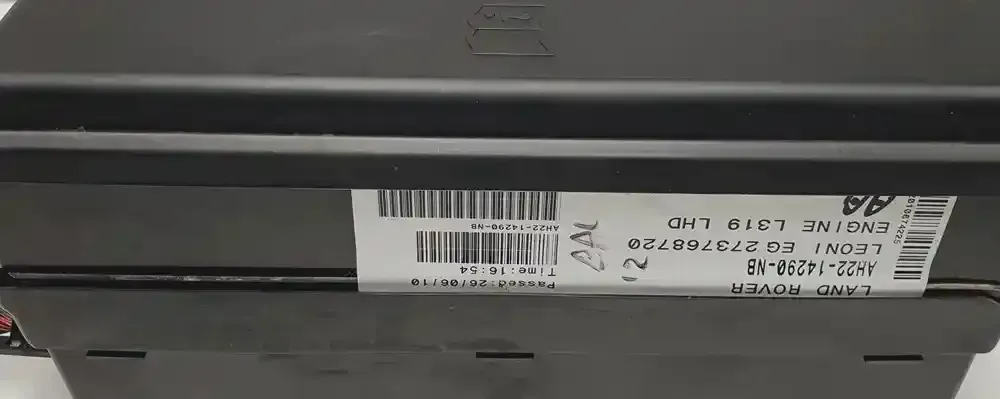 LAND ROVER
AH22-14290-NB
LEONI EG 273768720
ENGINE L319 LHD
12
Passed:26/06/10
Time:16:54
AH22-14290-NB